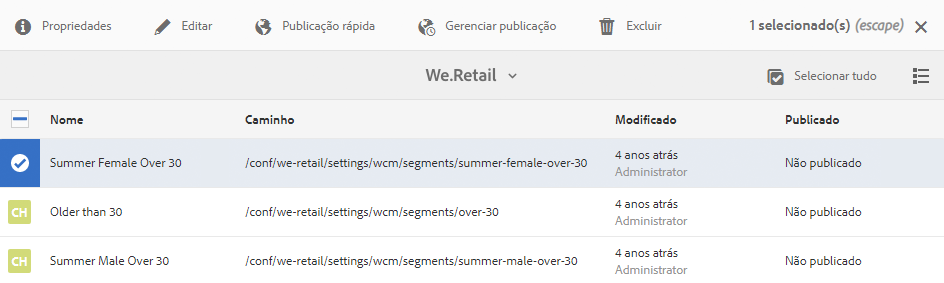 Propriedades Editar Publicação rápida Gerenciar publicação Excluir 1 selecionado(s) (escape)
We.Retail Selecionar tudo
Nome Caminho Modificado Publicado
Summer Female Over 30 /conf/we-retail/settings/wcm/segments/summer-female-over-30 4 anos atrás Não publicado
Administrator
CH Older than 30 /conf/we-retail/settings/wcm/segments/over-30 4 anos atrás Não publicado
Administrator
CH Summer Male Over 30 /conf/we-retail/settings/wcm/segments/summer-male-over-30 4 anos atrás Não publicado
Administrator